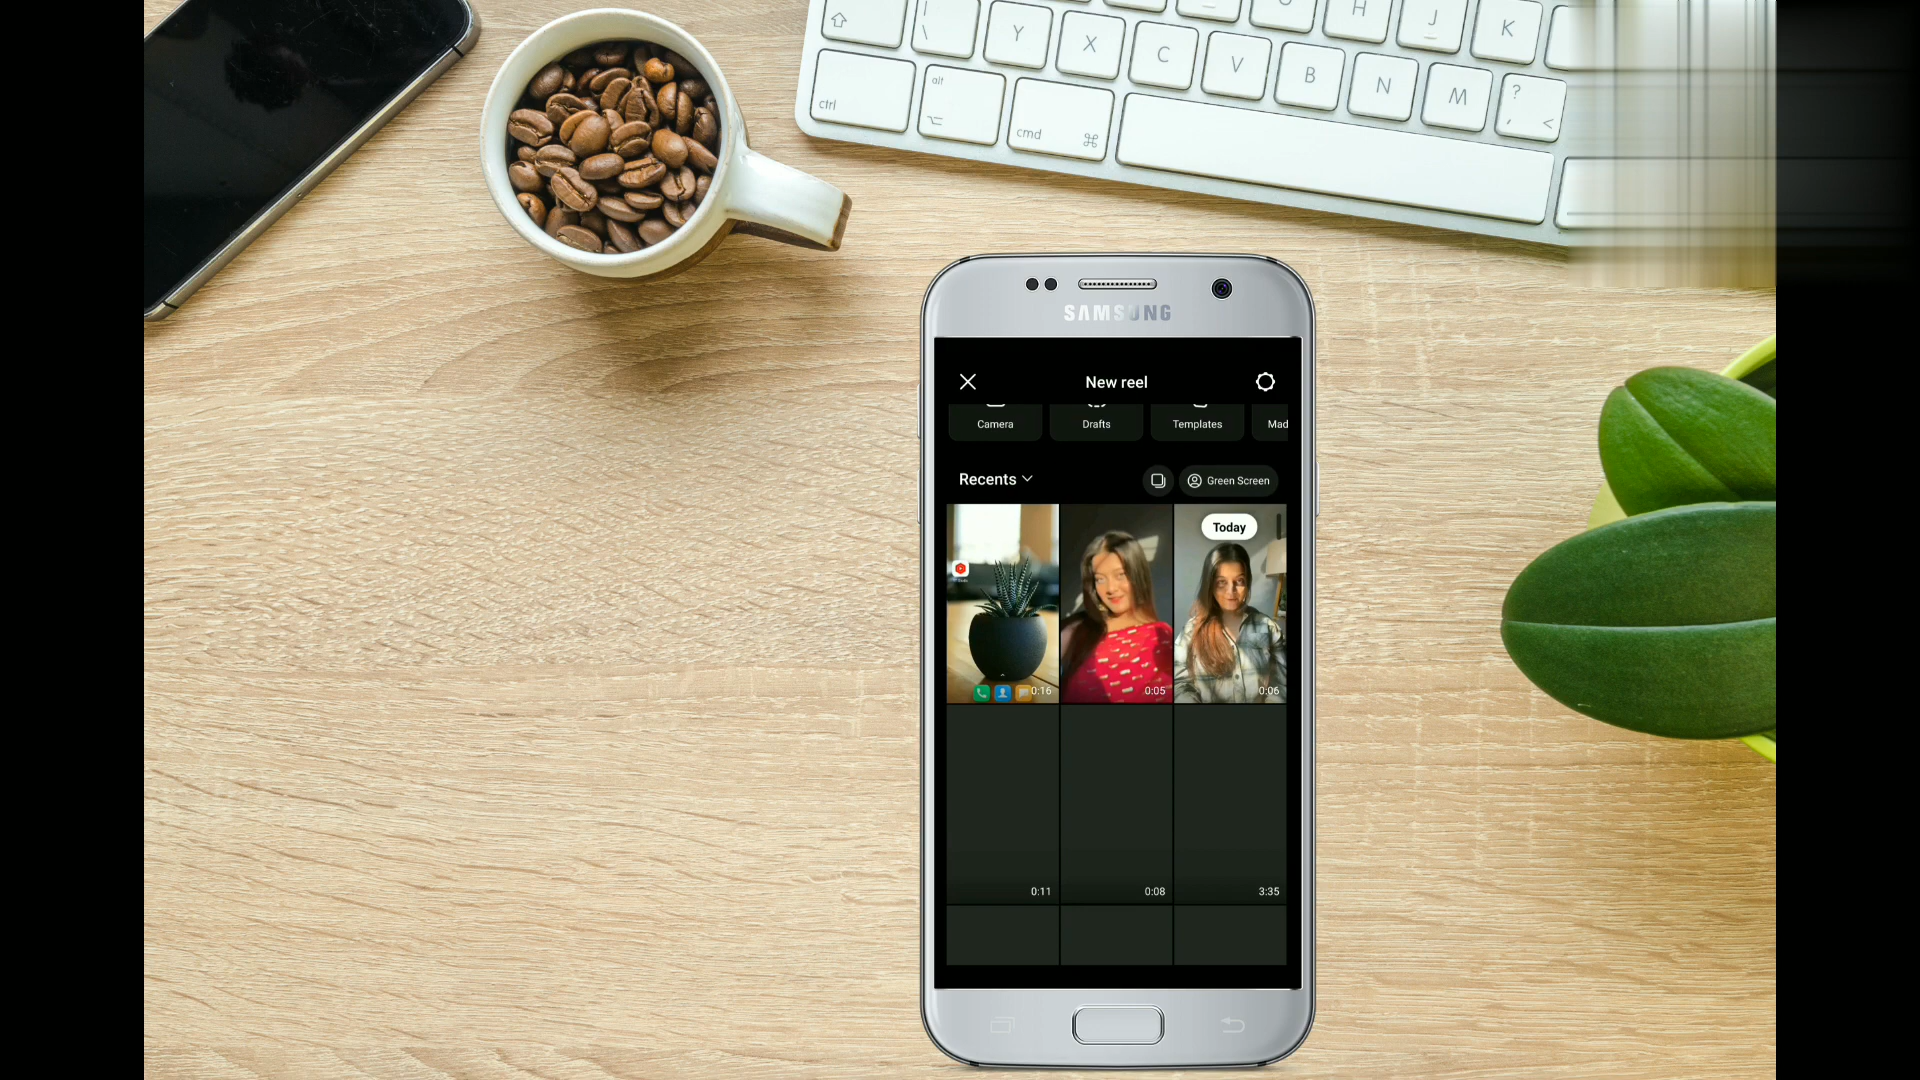 Y X C V B N M ? , <
H J K
ctrl alt cmd
SAMSUNG
New reel
Camera Drafts Templates Mad
Recents Green Screen
Today
0:16 0:05 0:06
0:11 0:08 3:35